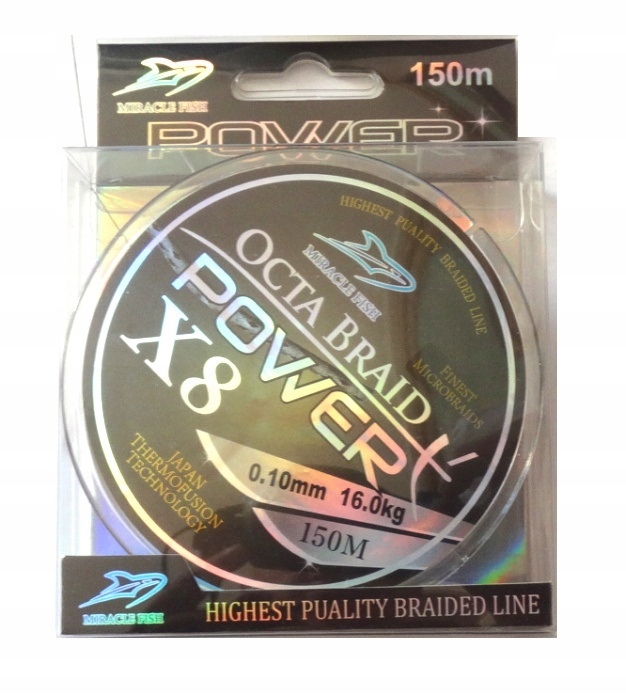 MIRACLE FISH
150m
POWER
HIGHEST PUALITY BRAIDED LINE
MIRACLE FISH
OCTA BRAID
POWER
X8
FINEST
MICROBRAIDS
JAPAN
THERMOFUSION
TECHNOLOGY
0.10mm 16.0kg
150M
MIRACLE FISH
HIGHEST PUALITY BRAIDED LINE